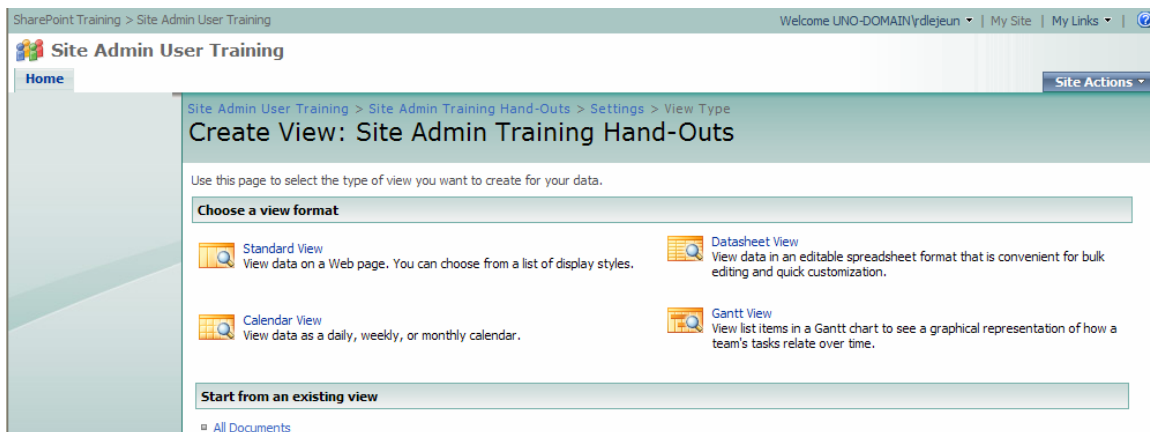 SharePoint Training > Site Admin User Training
Welcome UNO-DOMAIN\rdlejeun | My Site | My Links |
Site Admin User Training
Home
Site Actions
Site Admin User Training > Site Admin Training Hand-Outs > Settings > View Type
Create View: Site Admin Training Hand-Outs
Use this page to select the type of view you want to create for your data.
Choose a view format
Standard View
View data on a Web page. You can choose from a list of display styles.
Datasheet View
View data in an editable spreadsheet format that is convenient for bulk
editing and quick customization.
Calendar View
View data as a daily, weekly, or monthly calendar.
Gantt View
View list items in a Gantt chart to see a graphical representation of how a
team's tasks relate over time.
Start from an existing view
All Documents